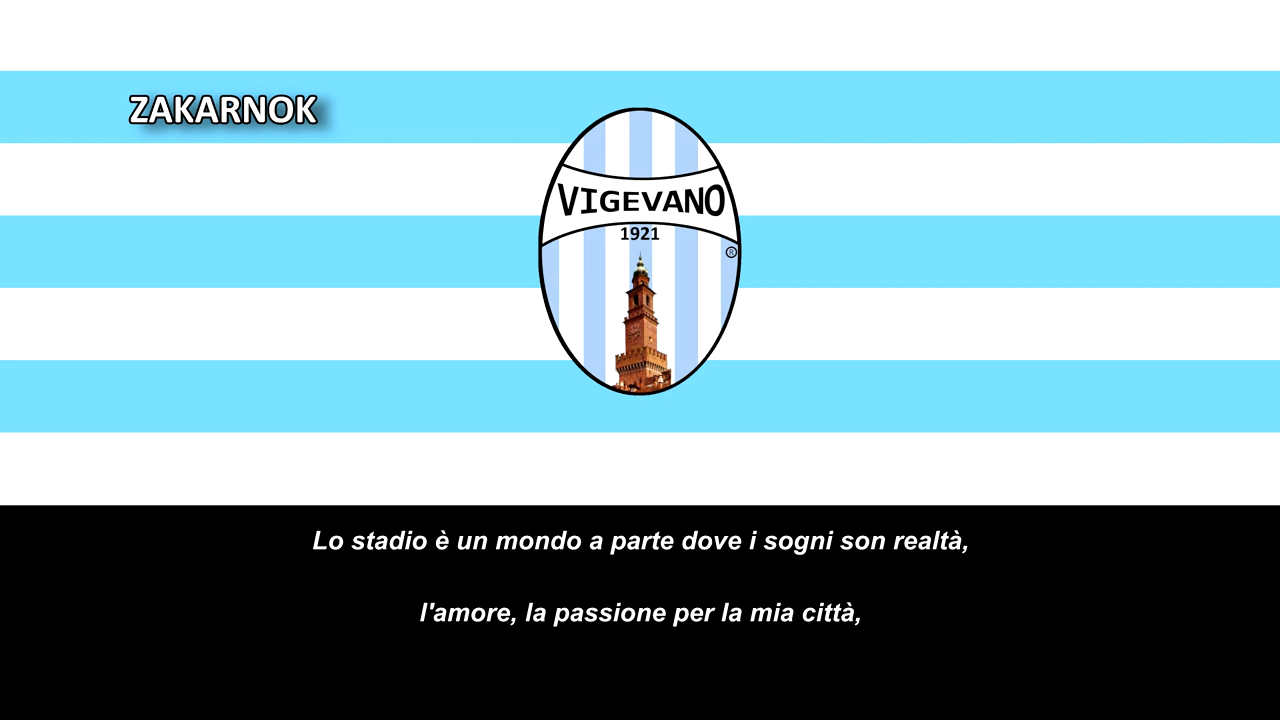 ZAKARNOK
VIGEVANO
1921
®
Lo stadio è un mondo a parte dove i sogni son realtà,
l'amore, la passione per la mia città,